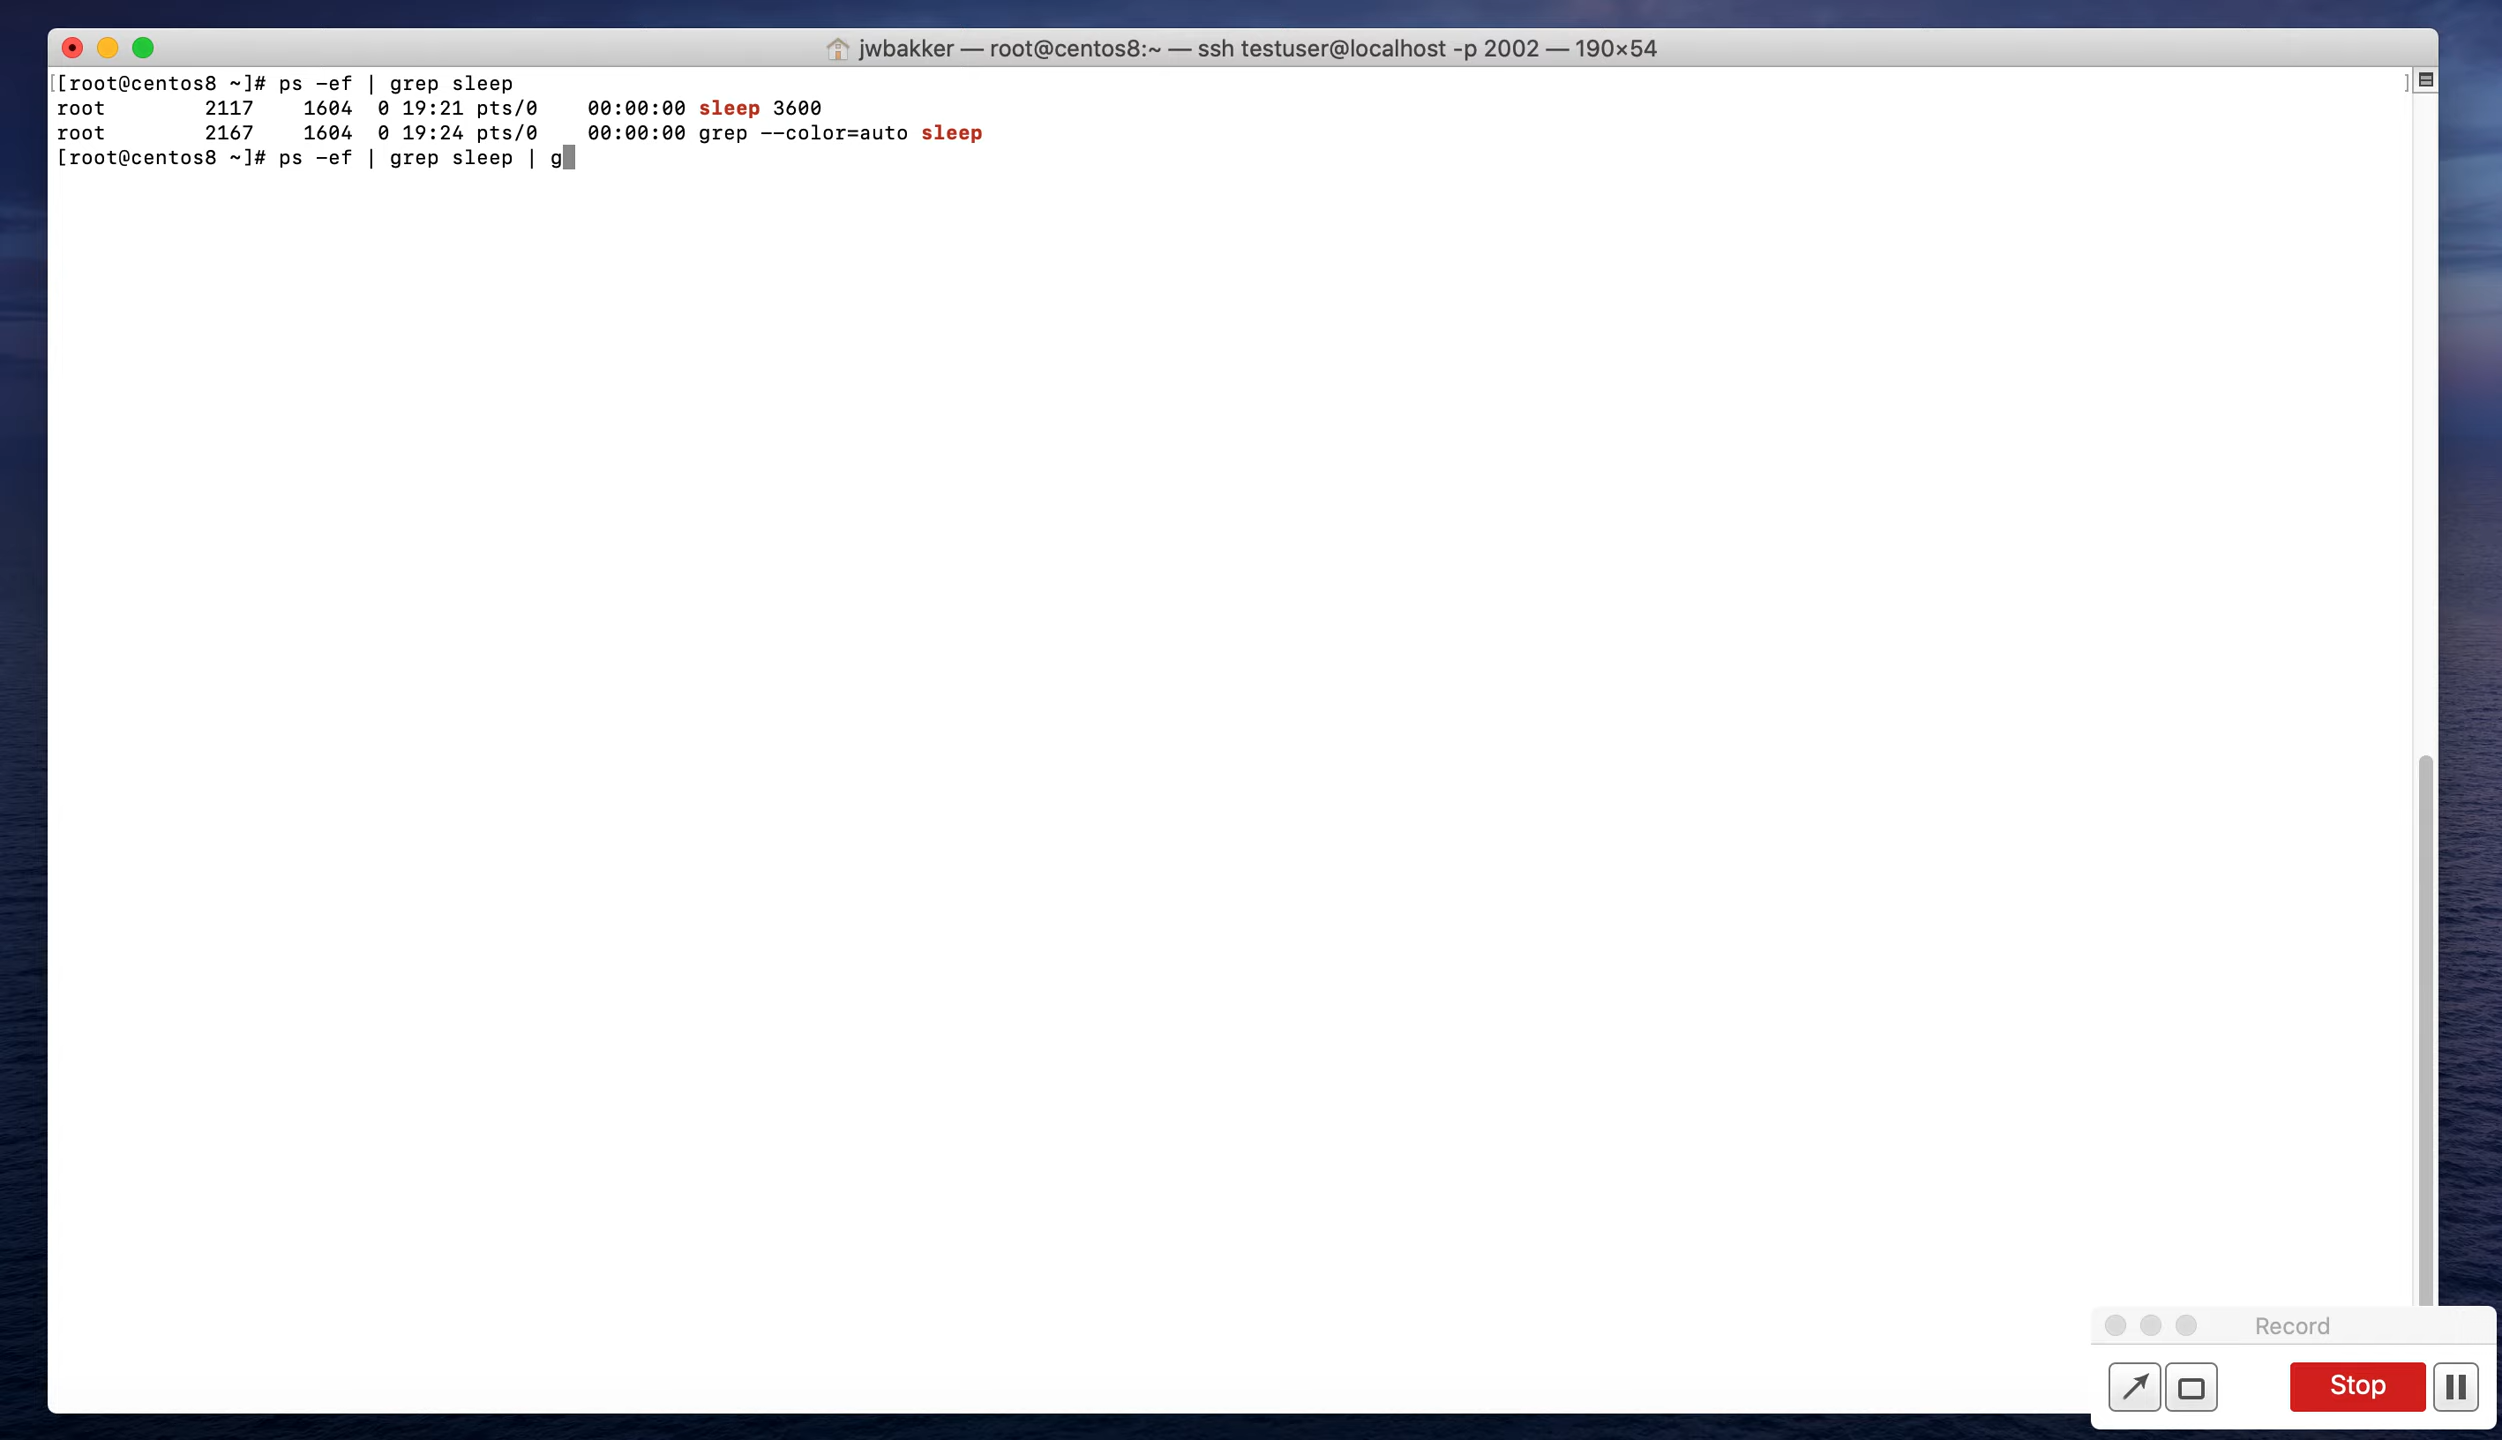 jwbakker — root@centos8:~ — ssh testuser@localhost -p 2002 — 190×54
[[root@centos8 ~]# ps -ef | grep sleep ]
root        2117    1604  0 19:21 pts/0    00:00:00 sleep 3600
root        2167    1604  0 19:24 pts/0    00:00:00 grep --color=auto sleep
[root@centos8 ~]# ps -ef | grep sleep | g
Record
Stop